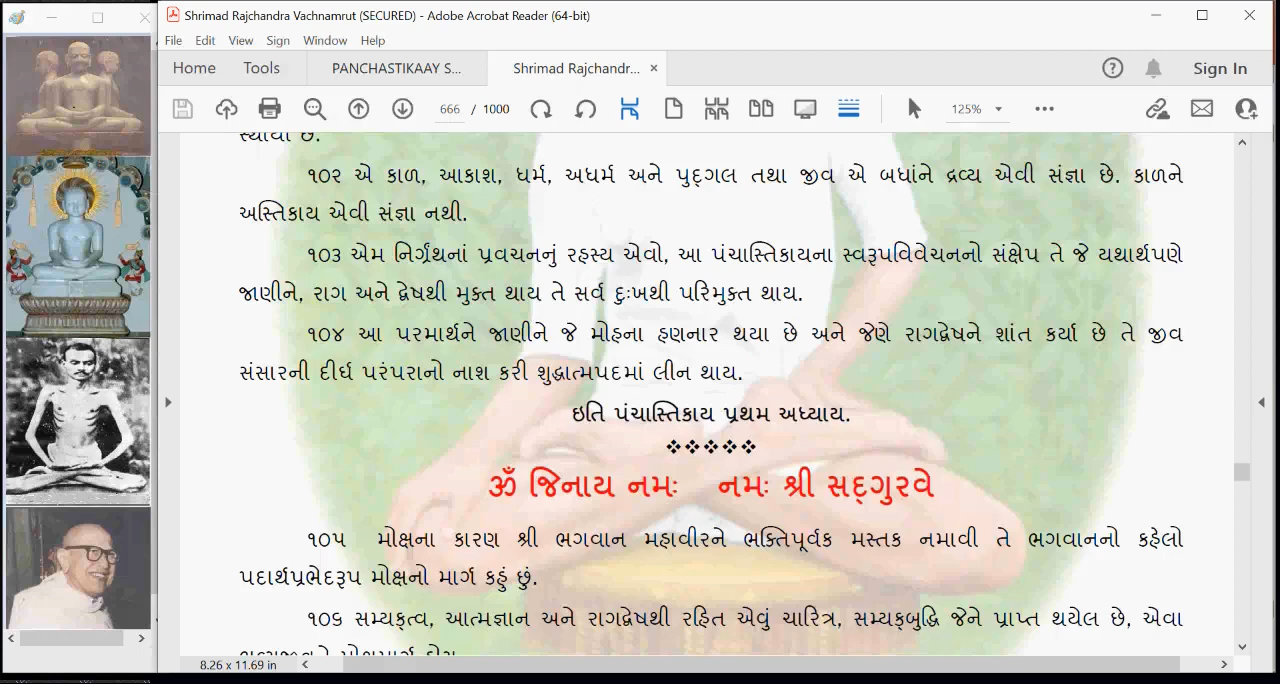 Shrimad Rajchandra Vachnamrut (SECURED) - Adobe Acrobat Reader (64-bit)
File Edit View Sign Window Help
Home Tools PANCHASTIKAAY S... Shrimad Rajchandr... × Sign In
666 / 1000 125%
સ્થાયી છે.
૧૦૨ એ કાળ, આકાશ, ધર્મ, અધર્મ અને પુદ્ગલ તથા જીવ એ બધાંને દ્રવ્ય એવી સંજ્ઞા છે. કાળને
અસ્તિકાય એવી સંજ્ઞા નથી.
૧૦૩ એમ નિર્ગ્રંથનાં પ્રવચનનું રહસ્ય એવો, આ પંચાસ્તિકાયના સ્વરૂપવિવેચનનો સંક્ષેપ તે જે યથાર્થપણે
જાણીને, રાગ અને દ્વેષથી મુક્ત થાય તે સર્વ દુઃખથી પરિમુક્ત થાય.
૧૦૪ આ પરમાર્થને જાણીને જે મોહના હણનાર થયા છે અને જેણે રાગદ્વેષને શાંત કર્યા છે તે જીવ
સંસારની દીર્ઘ પરંપરાનો નાશ કરી શુદ્ધાત્મપદમાં લીન થાય.
ઇતિ પંચાસ્તિકાય પ્રથમ અધ્યાય.
ૐ જિનાય નમઃ નમઃ શ્રી સદ્ગુરવે
૧૦૫ મોક્ષના કારણ શ્રી ભગવાન મહાવીરને ભક્તિપૂર્વક મસ્તક નમાવી તે ભગવાનનો કહેલો
પદાર્થપ્રભેદરૂપ મોક્ષનો માર્ગ કહું છું.
૧૦૬ સમ્યક્ત્વ, આત્મજ્ઞાન અને રાગદ્વેષથી રહિત એવું ચારિત્ર, સમ્યક્બુદ્ધિ જેને પ્રાપ્ત થયેલ છે, એવા
8.26 x 11.69 in